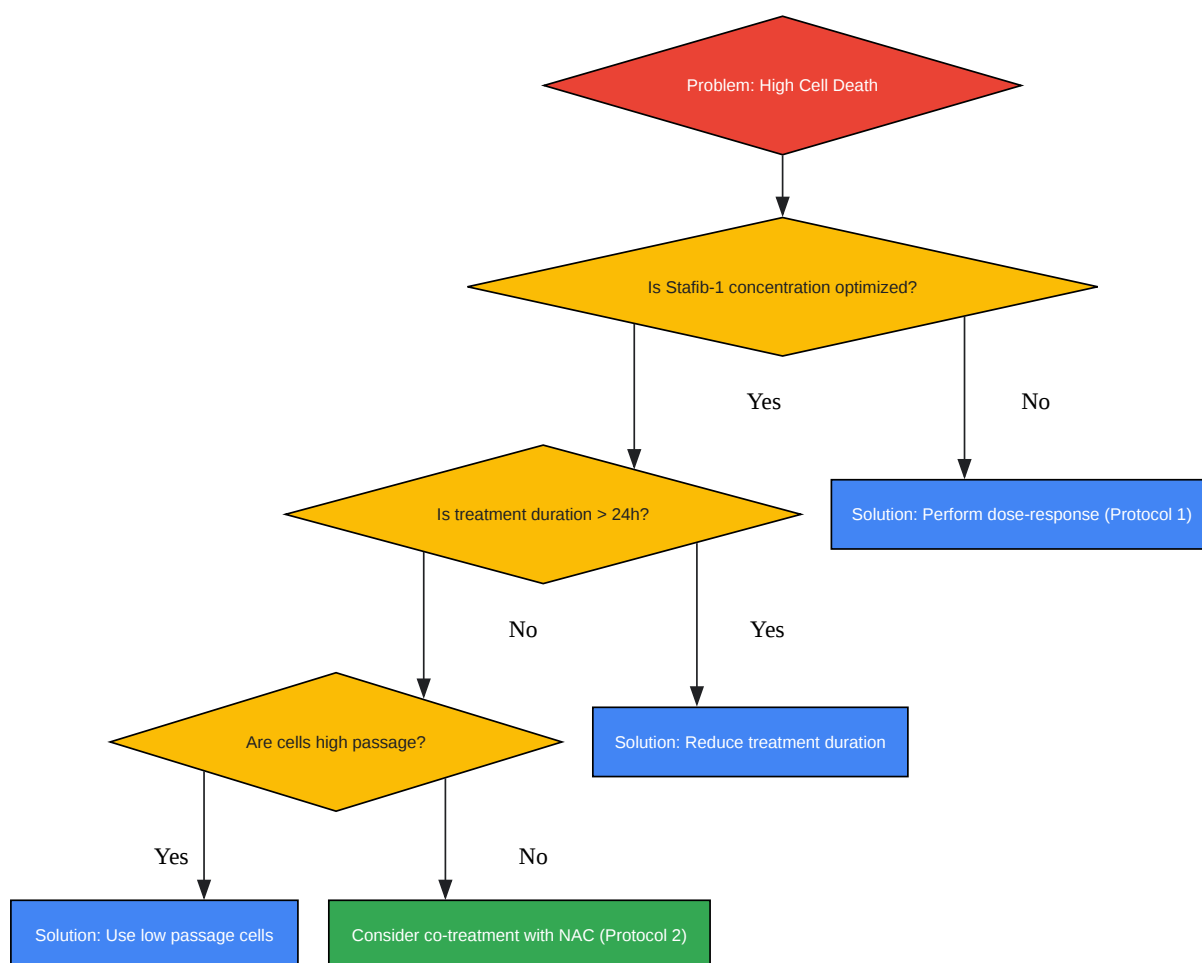 Problem: High Cell Death
Is Stafib-1 concentration optimized?
Yes
No
Is treatment duration > 24h?
Solution: Perform dose-response (Protocol 1)
No
Yes
Are cells high passage?
Solution: Reduce treatment duration
Yes
No
Solution: Use low passage cells
Consider co-treatment with NAC (Protocol 2)